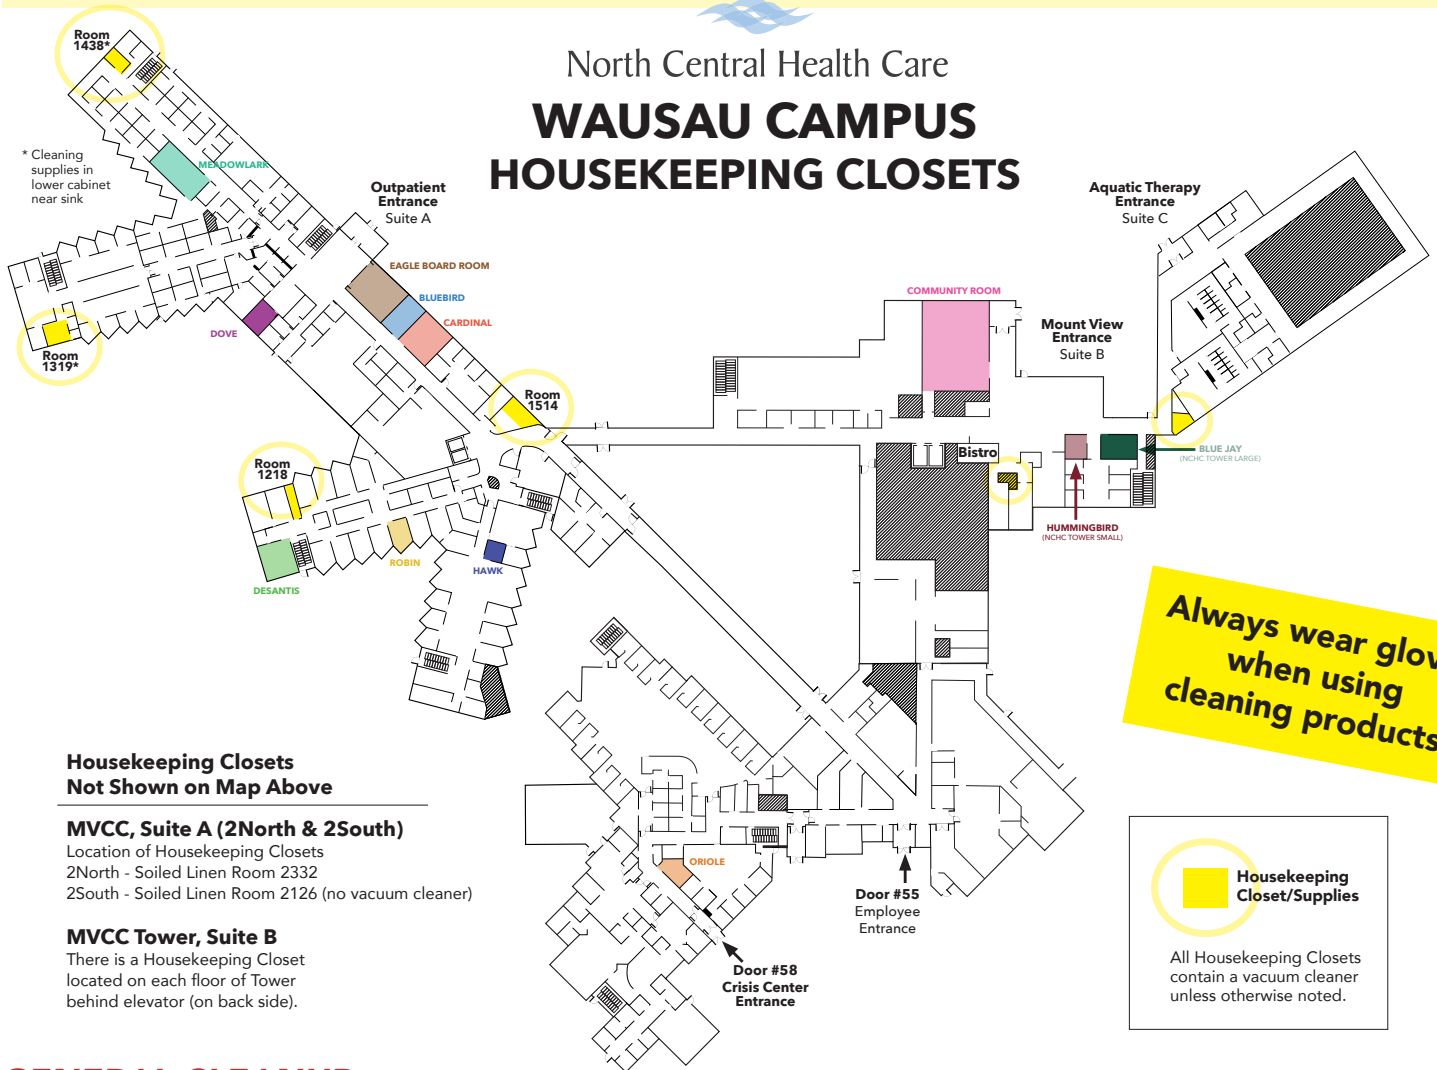 North Central Health Care
WAUSAU CAMPUS
HOUSEKEEPING CLOSETS
Room
1438*
* Cleaning
supplies in
lower cabinet
near sink
MEADOWLARK
Outpatient
Entrance
Suite A
Aquatic Therapy
Entrance
Suite C
EAGLE BOARD ROOM
BLUEBIRD
CARDINAL
DOVE
COMMUNITY ROOM
Mount View
Entrance
Suite B
Room
1319*
Room
1514
Room
1218
Bistro
BLUE JAY
(NCHC TOWER LARGE)
HUMMINGBIRD
(NCHC TOWER SMALL)
ROBIN
HAWK
DESANTIS
Always wear glov
when using
cleaning products
Housekeeping Closets
Not Shown on Map Above
MVCC, Suite A (2North & 2South)
Location of Housekeeping Closets
2North - Soiled Linen Room 2332
2South - Soiled Linen Room 2126 (no vacuum cleaner)
MVCC Tower, Suite B
There is a Housekeeping Closet
located on each floor of Tower
behind elevator (on back side).
ORIOLE
Door #55
Employee
Entrance
Door #58
Crisis Center
Entrance
Housekeeping
Closet/Supplies
All Housekeeping Closets
contain a vacuum cleaner
unless otherwise noted.
GENERAL CLEANUP